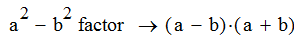 a² − b² factor → (a − b)·(a + b)